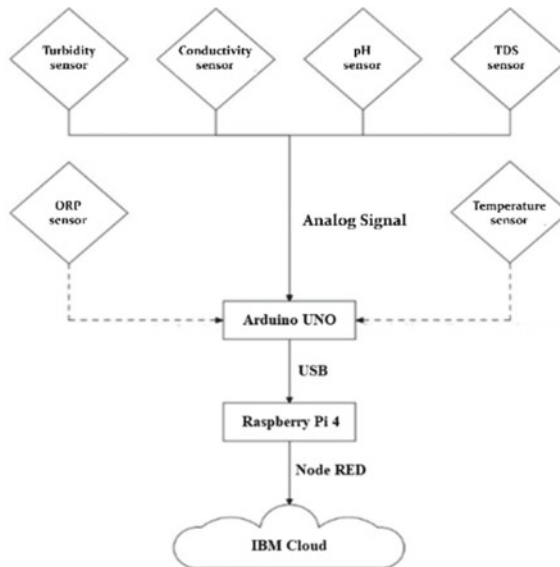 Turbidity
sensor
Conductivity
sensor
pH
sensor
TDS
sensor
ORP
sensor
Analog Signal
Temperature
sensor
Arduino UNO
USB
Raspberry Pi 4
Node RED
IBM Cloud